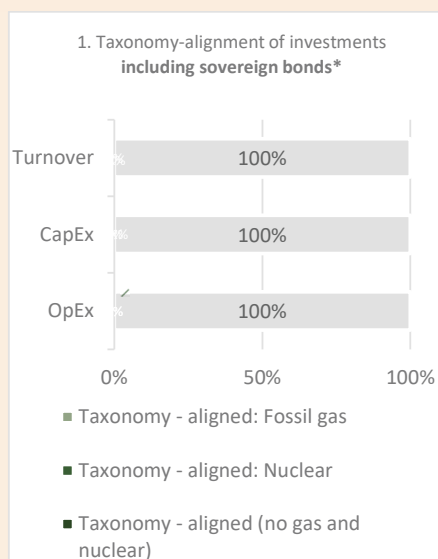 1. Taxonomy-alignment of investments
including sovereign bonds*
Turnover
100%
CapEx
100%
OpEx
100%
0% 50% 100%
Taxonomy - aligned: Fossil gas
Taxonomy - aligned: Nuclear
Taxonomy - aligned (no gas and
nuclear)